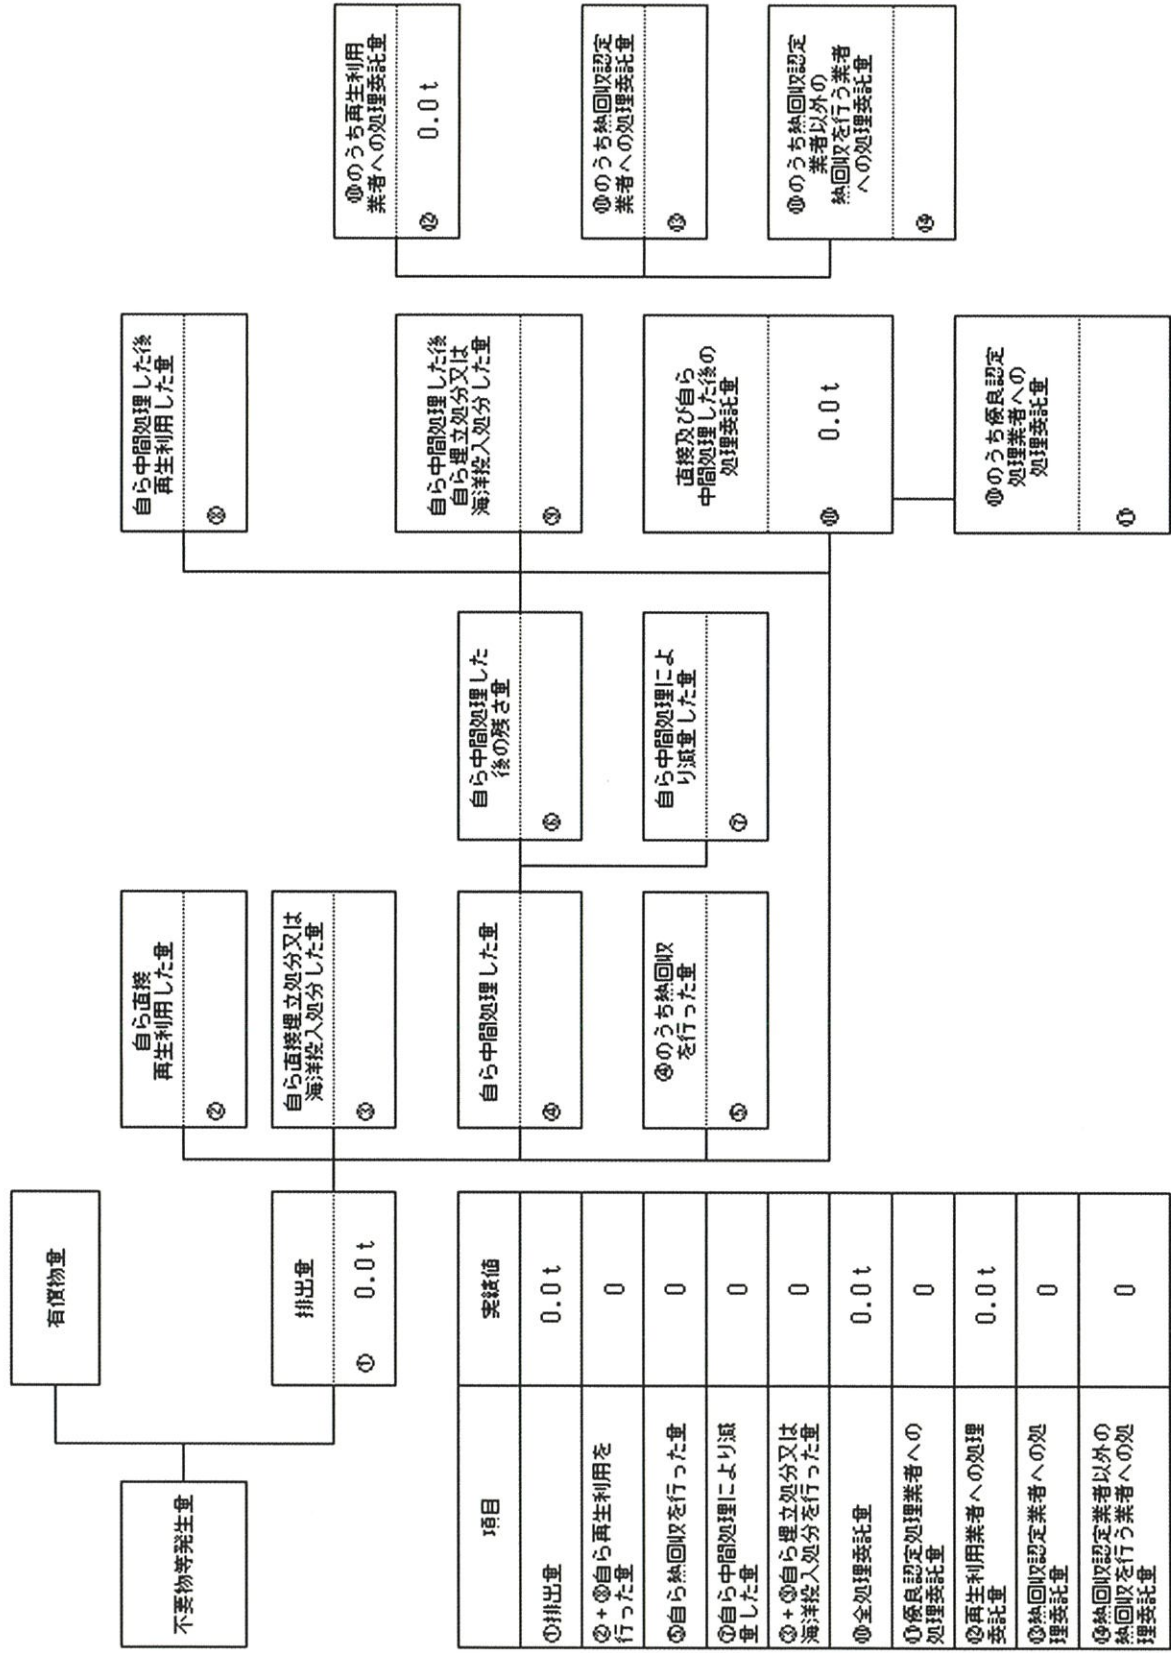 不要物等発生量
有償物量
排出量
① 0.0 t
自ら直接
再生利用した量
②
自ら直接埋立処分又は
海洋投入処分した量
③
自ら中間処理した量
④
④のうち熱回収
を行った量
⑤
自ら中間処理した
後の残さ量
⑥
自ら中間処理によ
り減量した量
⑦
自ら中間処理した後
再生利用した量
⑧
自ら中間処理した後
自ら埋立処分又は
海洋投入処分した量
⑨
直接及び自ら
中間処理した後の
処理委託量
⑩ 0.0 t
⑩のうち優良認定
処理業者への
処理委託量
⑪
⑩のうち再生利用
業者への処理委託量
⑫ 0.0 t
⑩のうち熱回収認定
業者への処理委託量
⑬
⑩のうち熱回収認定
業者以外の
熱回収を行う業者
への処理委託量
⑭
項目 実績値
①排出量 0.0 t
②+⑧自ら再生利用を
行った量 0
⑤自ら熱回収を行った量 0
⑦自ら中間処理により減
量した量 0
③+⑨自ら埋立処分又は
海洋投入処分を行った量 0
⑩全処理委託量 0.0 t
⑪優良認定処理業者への
処理委託量 0
⑫再生利用業者への処理
委託量 0.0 t
⑬熱回収認定業者への処
理委託量 0
⑭熱回収認定業者以外の
熱回収を行う業者への処
理委託量 0